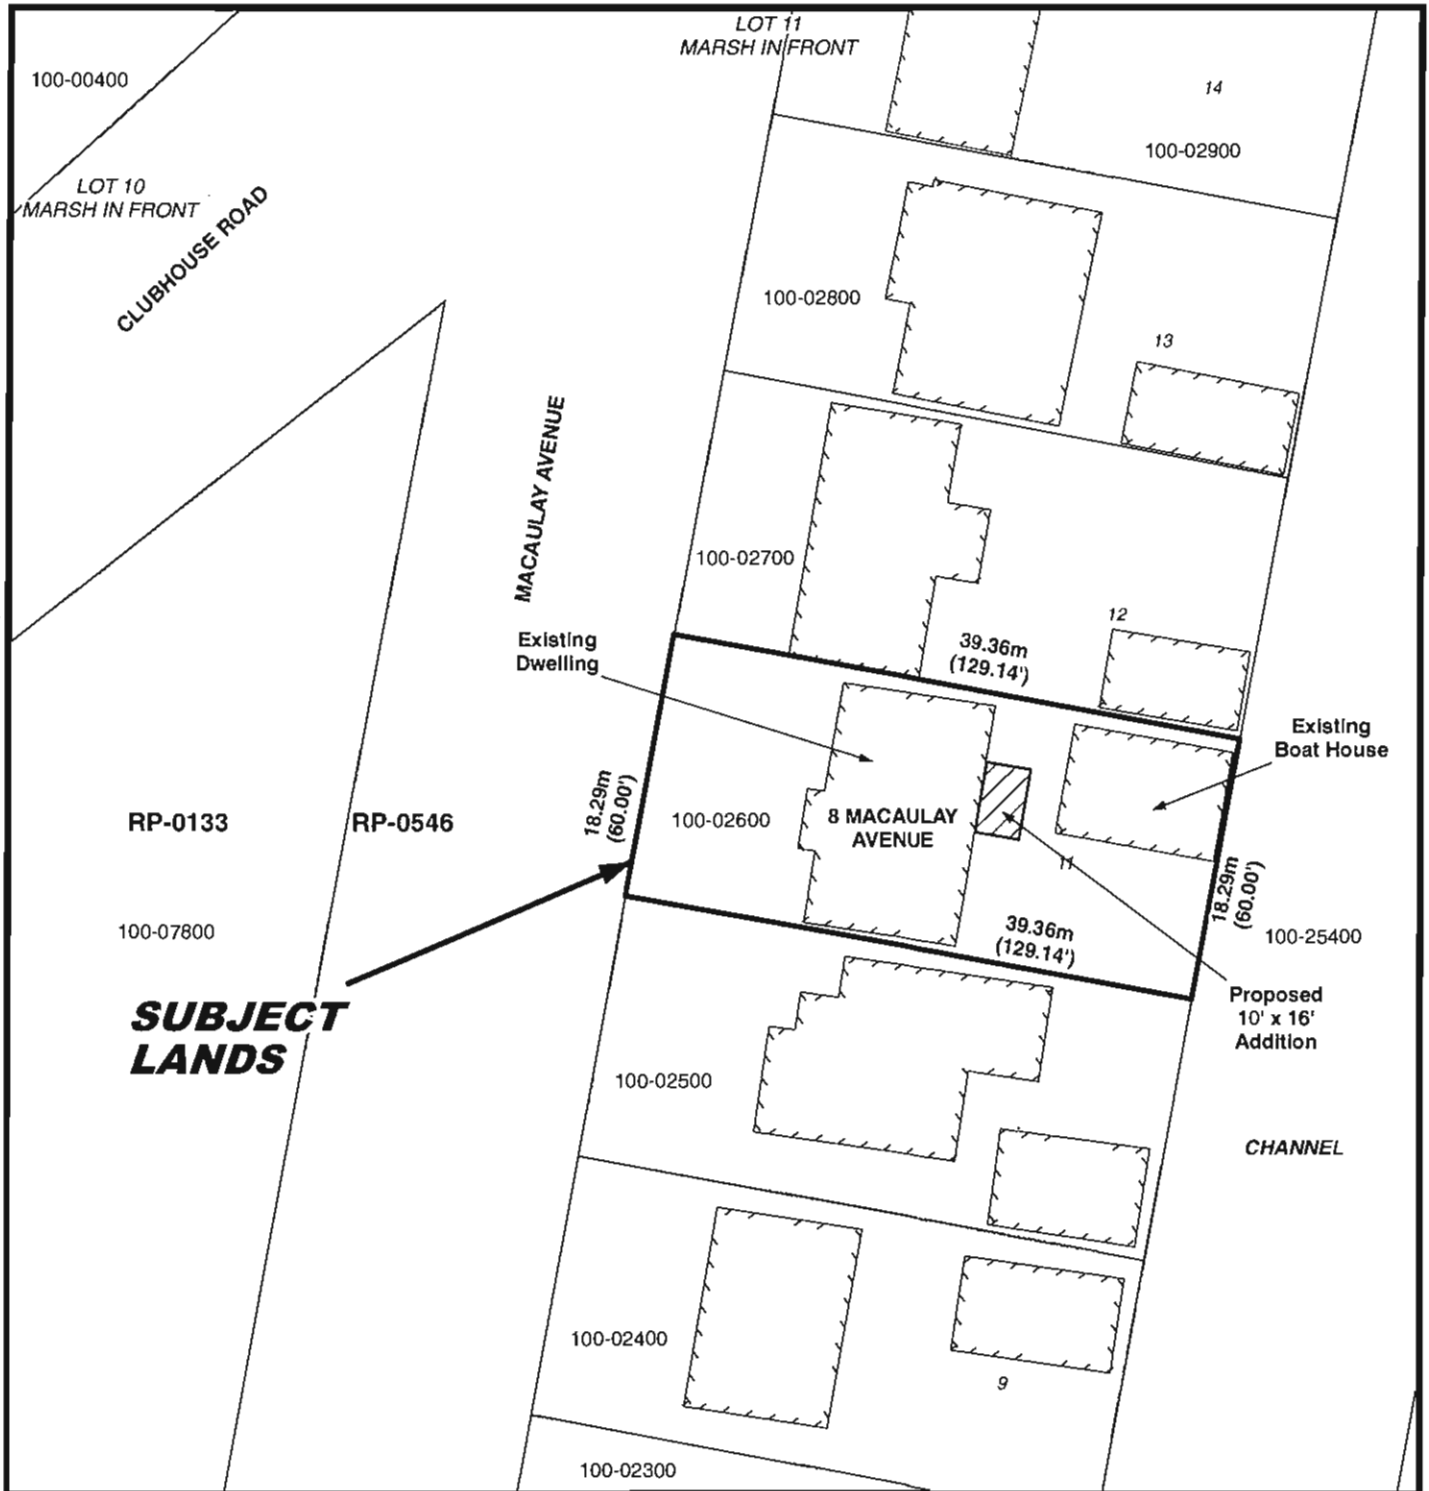 LOT 11
MARSH IN FRONT
100-00400
14
100-02900
LOT 10
MARSH IN FRONT
CLUBHOUSE ROAD
100-02800
13
MACAULAY AVENUE
100-02700
12
Existing
Dwelling
39.36m
(129.14')
Existing
Boat House
18.29m
(60.00')
RP-0133
RP-0546
100-02600
8 MACAULAY
AVENUE
11
18.29m
(60.00')
100-07800
39.36m
(129.14')
100-25400
SUBJECT
LANDS
Proposed
10' x 16'
Addition
100-02500
CHANNEL
100-02400
9
100-02300